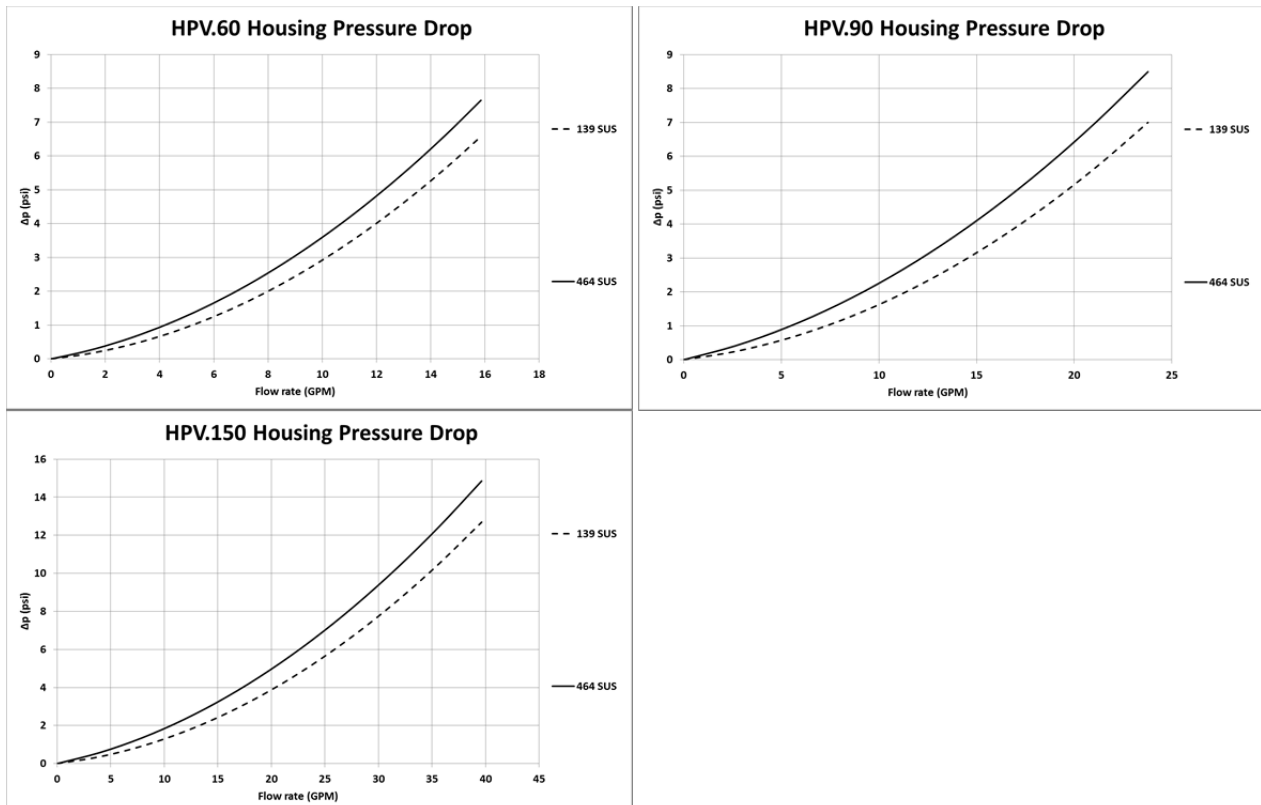 HPV.60 Housing Pressure Drop
9
8
7
6
5
4
3
2
1
0
Δp (psi)
0 2 4 6 8 10 12 14 16 18
Flow rate (GPM)
139 SUS
464 SUS
HPV.90 Housing Pressure Drop
9
8
7
6
5
4
3
2
1
0
Δp (psi)
0 5 10 15 20 25
Flow rate (GPM)
139 SUS
464 SUS
HPV.150 Housing Pressure Drop
16
14
12
10
8
6
4
2
0
Δp (psi)
0 5 10 15 20 25 30 35 40 45
Flow rate (GPM)
139 SUS
464 SUS